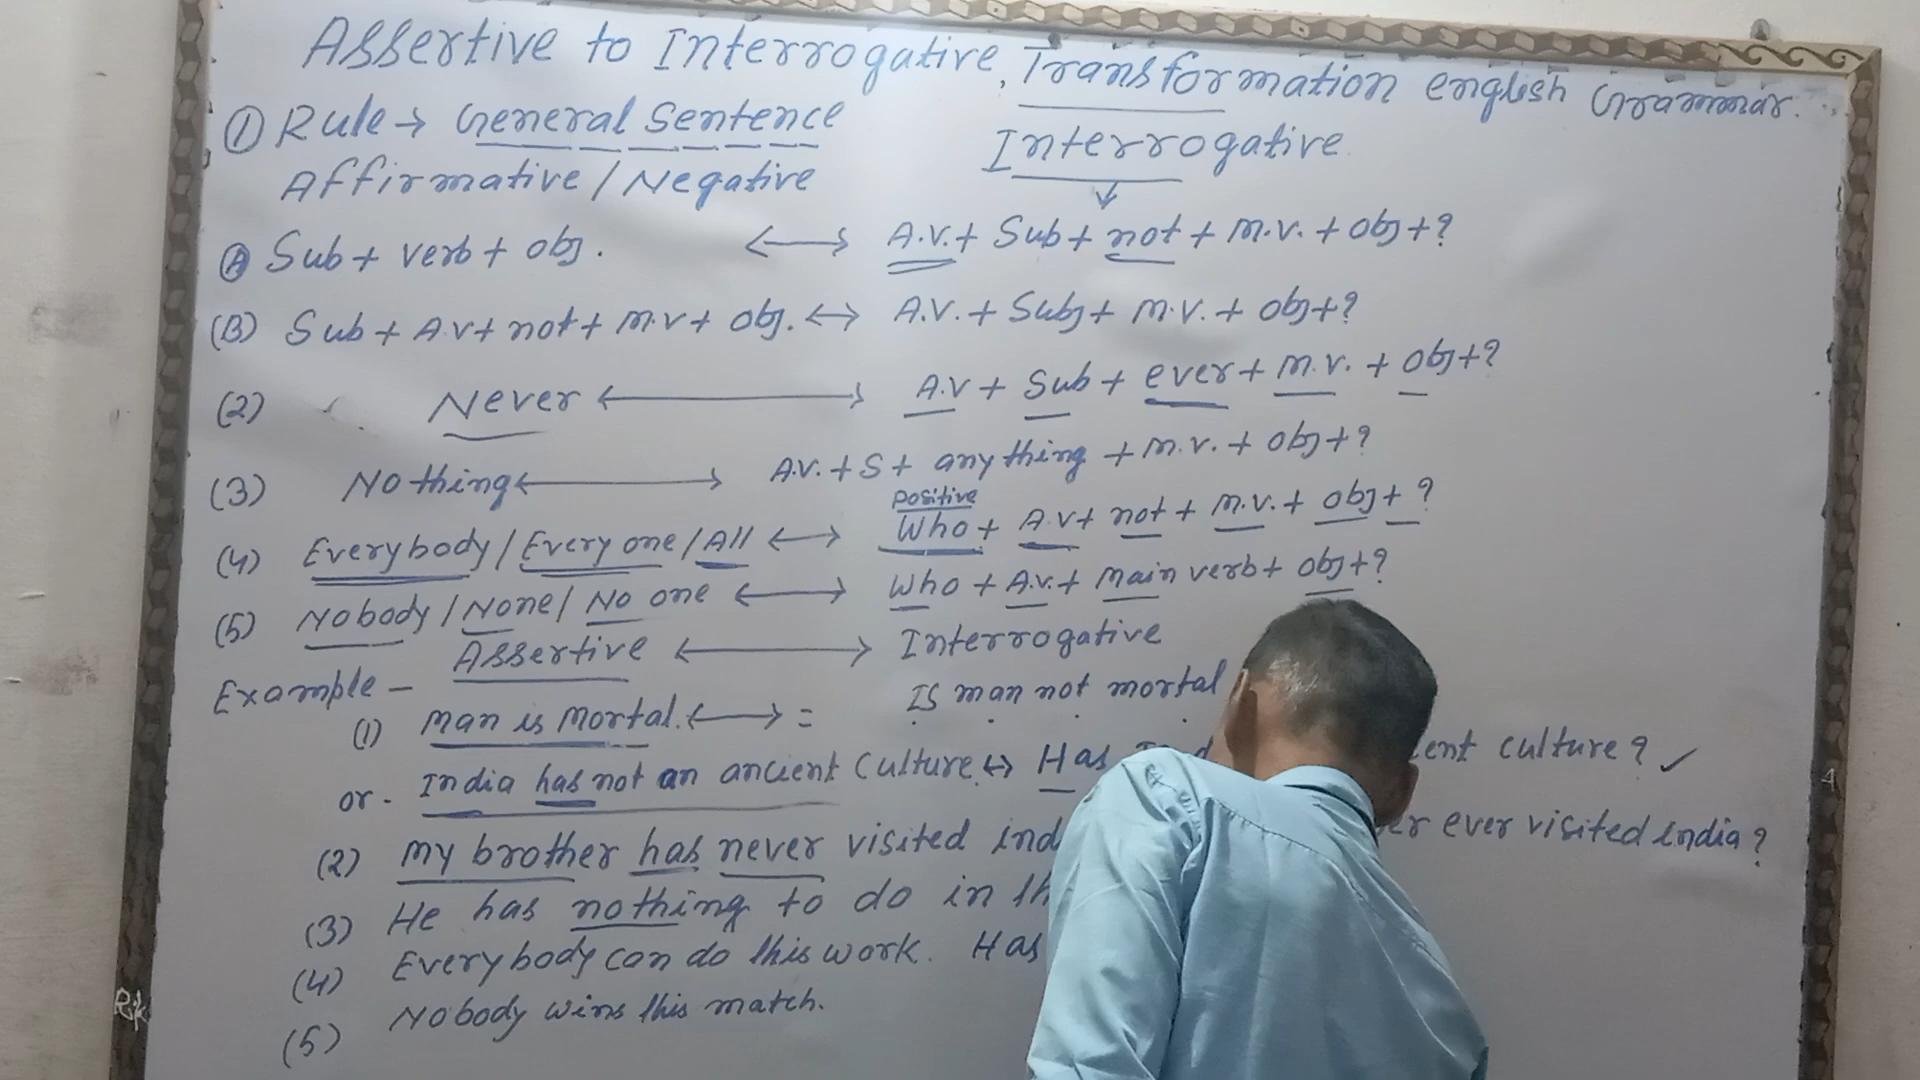 Assertive to Interrogative, Transformation english Grammar.
① Rule → General Sentence
Interrogative
Affirmative / Negative
Ⓐ Sub + verb + obj. ↔ A.V. + Sub + not + m.v. + obj + ?
(B) Sub + A.v + not + m.v + obj. ↔ A.V. + Subj + m.v. + obj + ?
(2) Never ↔ A.V + Sub + ever + m.v. + obj + ?
(3) Nothing ↔ A.V. + S + anything + m.v. + obj + ?
positive
(4) Everybody / Every one / All ↔ Who + A.v + not + m.v. + obj + ?
(5) Nobody / None / No one ↔ Who + A.v. + main verb + obj + ?
Assertive ↔ Interrogative
Example –
(1) man is mortal. ↔ = Is man not mortal
or - India has not an ancient culture. ↔ Has culture? ✓
(2) my brother has never visited ever visited india?
(3) He has nothing to do in
(4) Everybody can do this work. Has
(5) Nobody wins this match.
Rik